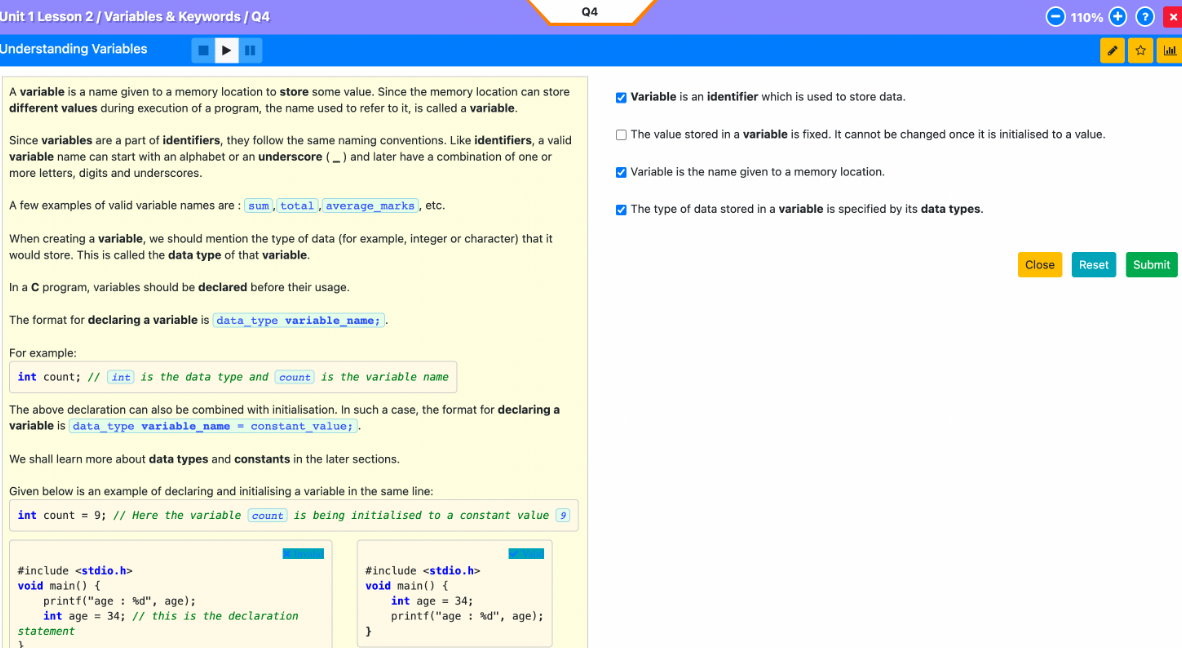 Unit 1 Lesson 2 / Variables & Keywords / Q4
Q4
110%
?
×
Understanding Variables
A variable is a name given to a memory location to store some value. Since the memory location can store
different values during execution of a program, the name used to refer to it, is called a variable.
Since variables are a part of identifiers, they follow the same naming conventions. Like identifiers, a valid
variable name can start with an alphabet or an underscore ( _ ) and later have a combination of one or
more letters, digits and underscores.
A few examples of valid variable names are : sum, total, average_marks, etc.
When creating a variable, we should mention the type of data (for example, integer or character) that it
would store. This is called the data type of that variable.
In a C program, variables should be declared before their usage.
The format for declaring a variable is data_type variable_name;.
For example:
int count; // int is the data type and count is the variable name
The above declaration can also be combined with initialisation. In such a case, the format for declaring a
variable is data_type variable_name = constant_value;.
We shall learn more about data types and constants in the later sections.
Given below is an example of declaring and initialising a variable in the same line:
int count = 9; // Here the variable count is being initialised to a constant value 9
#include <stdio.h>
void main() {
printf("age : %d", age);
int age = 34; // this is the declaration
statement
}
#include <stdio.h>
void main() {
int age = 34;
printf("age : %d", age);
}
Variable is an identifier which is used to store data.
The value stored in a variable is fixed. It cannot be changed once it is initialised to a value.
Variable is the name given to a memory location.
The type of data stored in a variable is specified by its data types.
Close
Reset
Submit